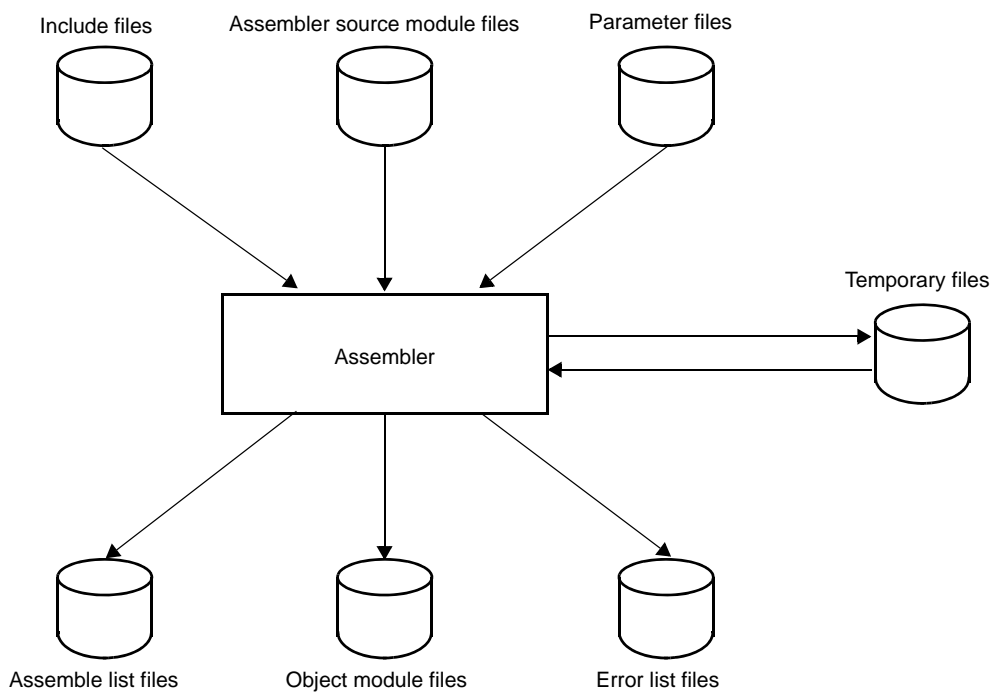 Include files
Assembler source module files
Parameter files
Temporary files
Assembler
Assemble list files
Object module files
Error list files